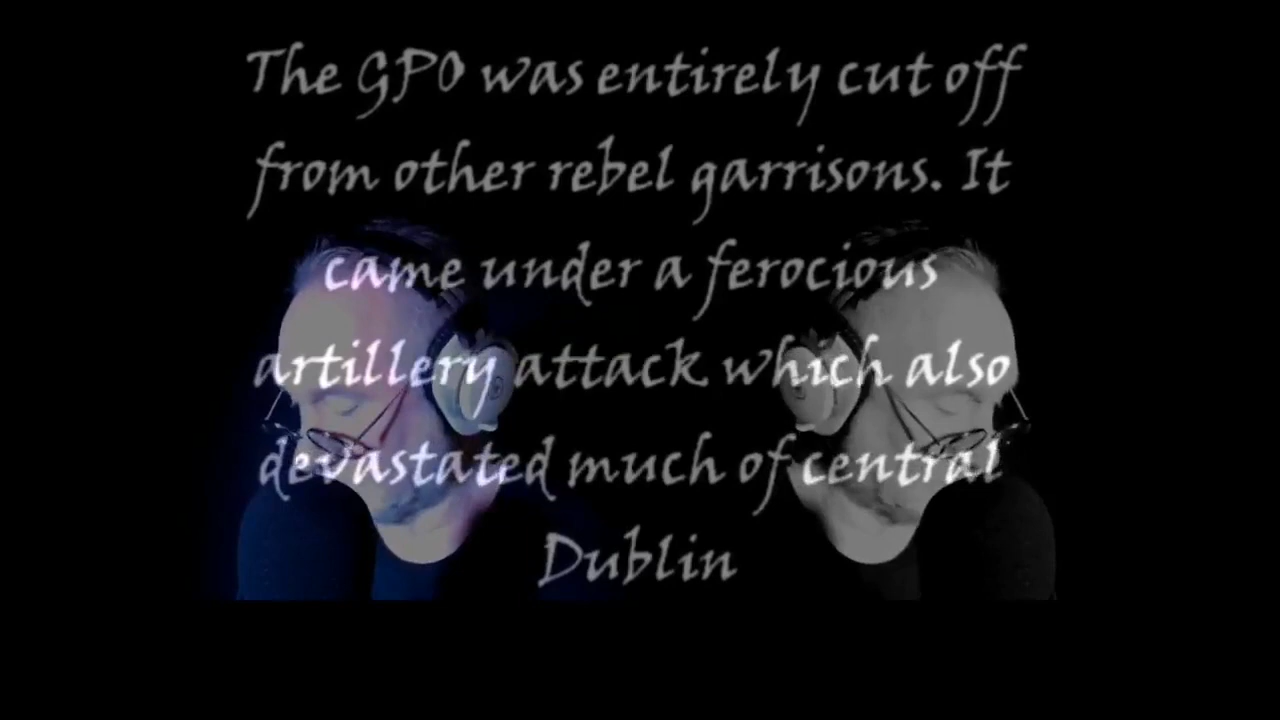 The GPO was entirely cut off
from other rebel garrisons. It
came under a ferocious
artillery attack which also
devastated much of central
Dublin